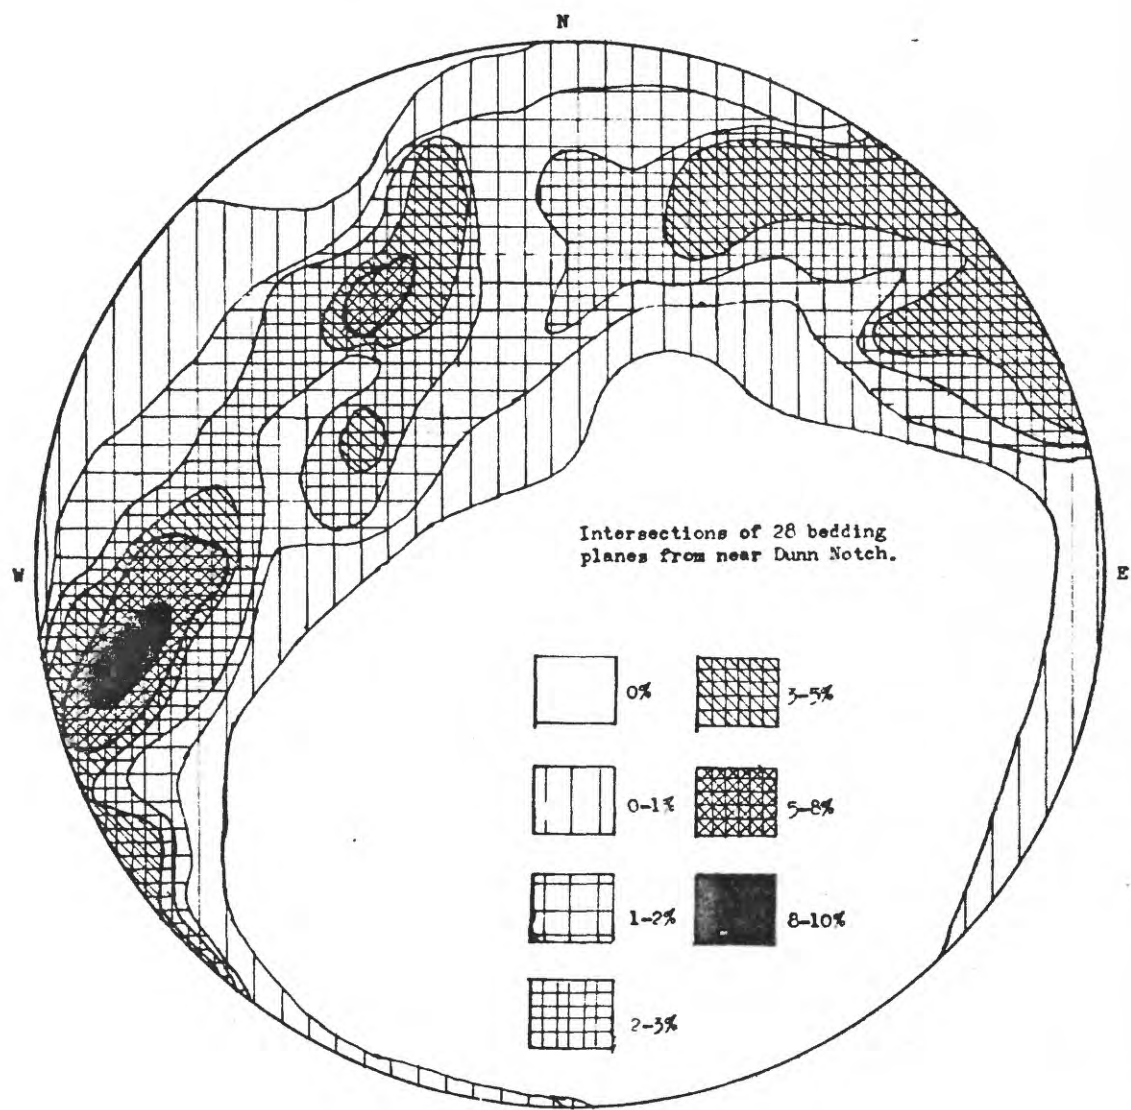 N
W
E
Intersections of 28 bedding
planes from near Dunn Notch.
0%
3-5%
0-1%
5-8%
1-2%
8-10%
2-3%